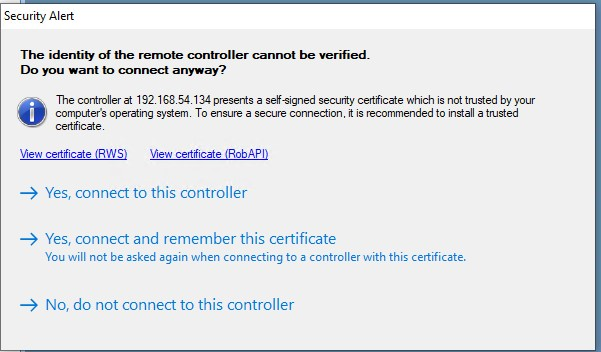 Security Alert
The identity of the remote controller cannot be verified.
Do you want to connect anyway?
The controller at 192.168.54.134 presents a self-signed security certificate which is not trusted by your
computer's operating system. To ensure a secure connection, it is recommended to install a trusted
certificate.
View certificate (RWS) View certificate (RobAPI)
Yes, connect to this controller
Yes, connect and remember this certificate
You will not be asked again when connecting to a controller with this certificate.
No, do not connect to this controller